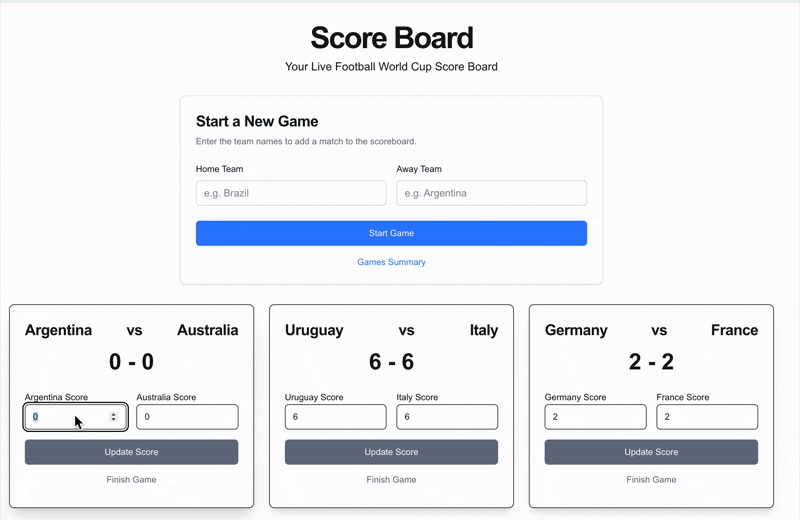 Score Board
Your Live Football World Cup Score Board
Start a New Game
Enter the team names to add a match to the scoreboard.
Home Team Away Team
e.g. Brazil e.g. Argentina
Start Game
Games Summary
Argentina vs Australia
0 - 0
Argentina Score Australia Score
0 0
Update Score
Finish Game
Uruguay vs Italy
6 - 6
Uruguay Score Italy Score
6 6
Update Score
Finish Game
Germany vs France
2 - 2
Germany Score France Score
2 2
Update Score
Finish Game